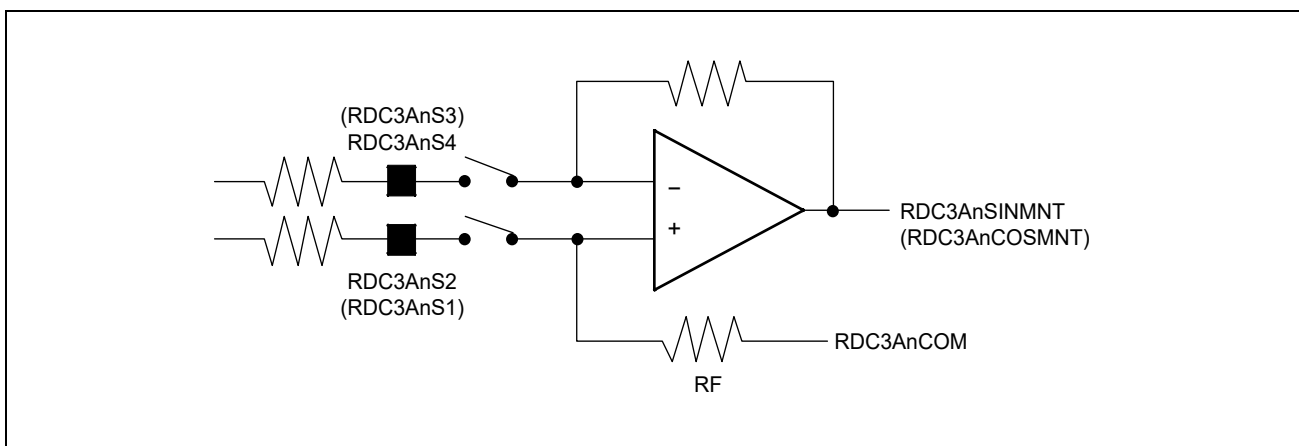 (RDC3AnS3)
RDC3AnS4
−
+
RDC3AnSINMNT
(RDC3AnCOSMNT)
RDC3AnS2
(RDC3AnS1)
RDC3AnCOM
RF